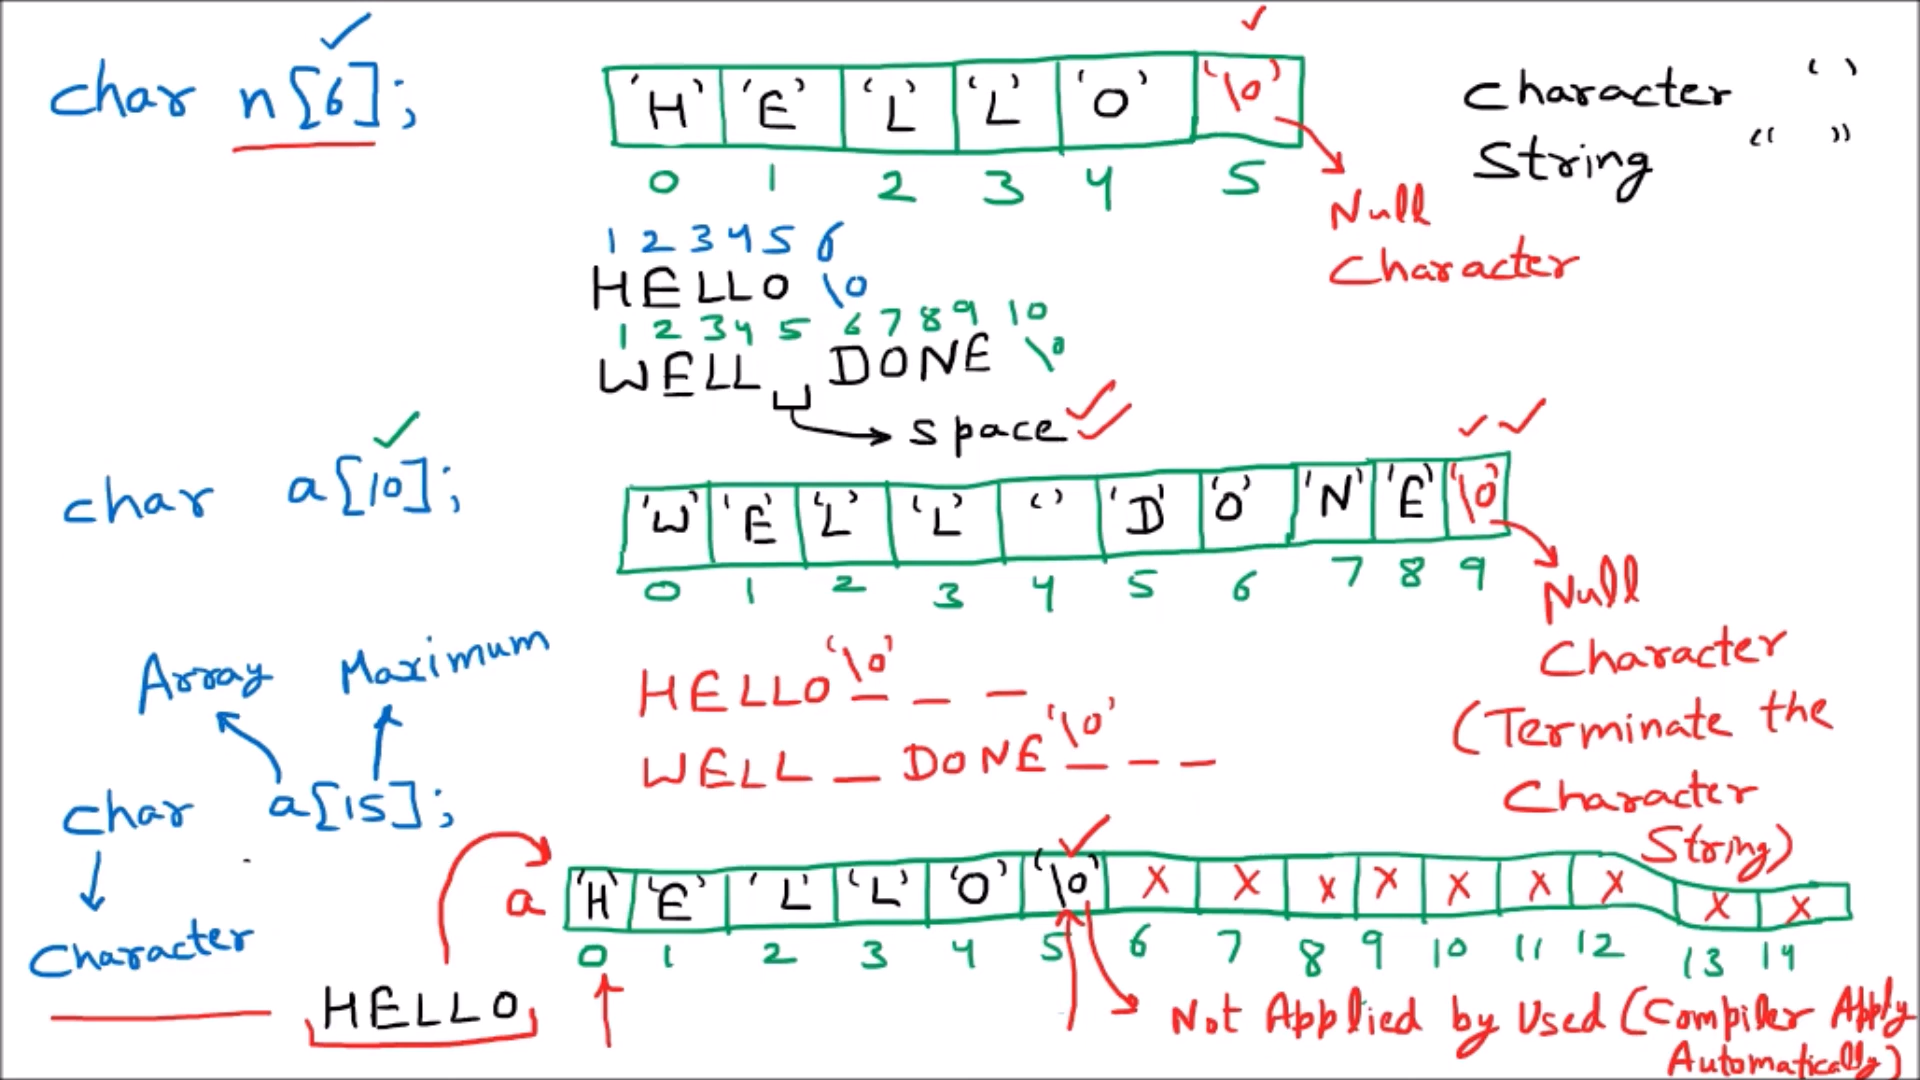 char n[6];
'H' 'E' 'L' 'L' 'O' '\0'
0 1 2 3 4 5
Character ' '
String " "
Null
Character
1 2 3 4 5 6
HELLO \0
1 2 3 4 5 6 7 8 9 10
WELL DONE \0
space
char a[10];
'W' 'E' 'L' 'L' ' ' 'D' 'O' 'N' 'E' '\0'
0 1 2 3 4 5 6 7 8 9
Null
Character
(Terminate the
Character
String)
Array Maximum
HELLO '\0' _ _ _
WELL _ DONE '\0' _ _ _
char a[15];
Character
a 'H' 'E' 'L' 'L' 'O' '\0' X X X X X X X X X
0 1 2 3 4 5 6 7 8 9 10 11 12 13 14
HELLO
Not Applied by Used (Compiler Apply
Automatically)